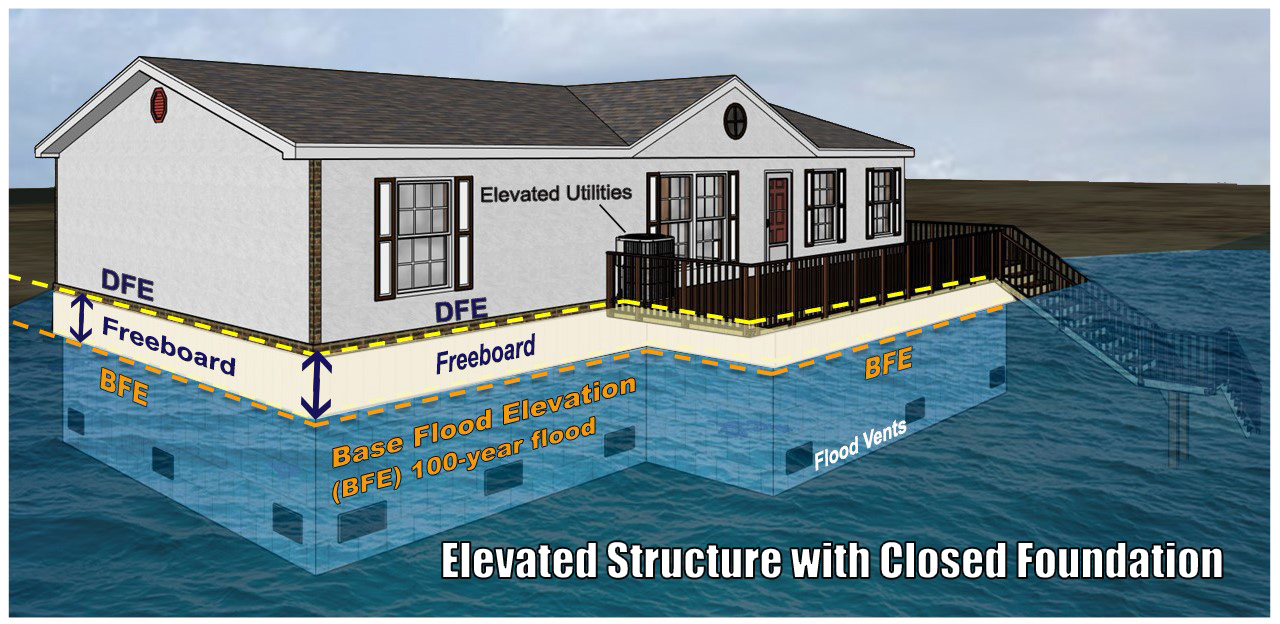 Elevated Utilities
DFE
DFE
Freeboard
Freeboard
BFE
BFE
Base Flood Elevation
(BFE) 100-year flood
Flood Vents
Elevated Structure with Closed Foundation